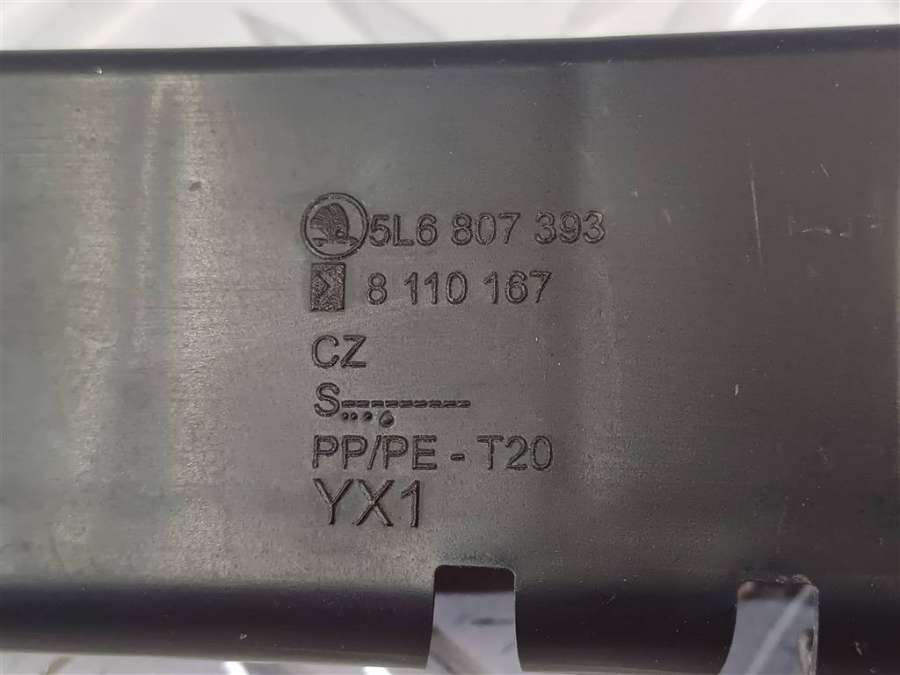 5L6 807 393
8 110 167
CZ
S---------
PP/PE - T20
YX1